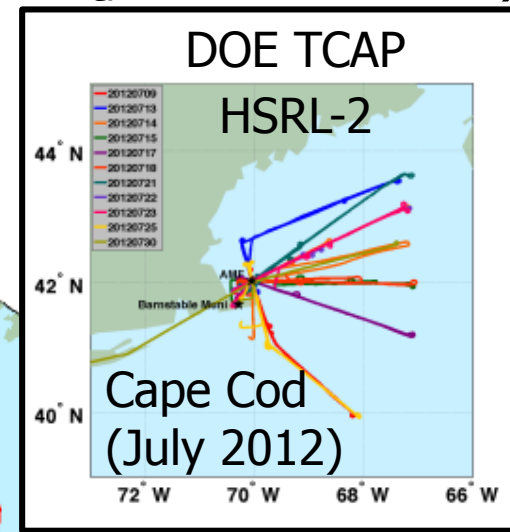 DOE TCAP
HSRL-2
20120709
20120713
20120714
20120715
20120717
20120718
20120721
20120722
20120723
20120725
20120730
44° N
42° N
40° N
AMF
Barnstable Muni
Cape Cod
(July 2012)
72° W 70° W 68° W 66° W